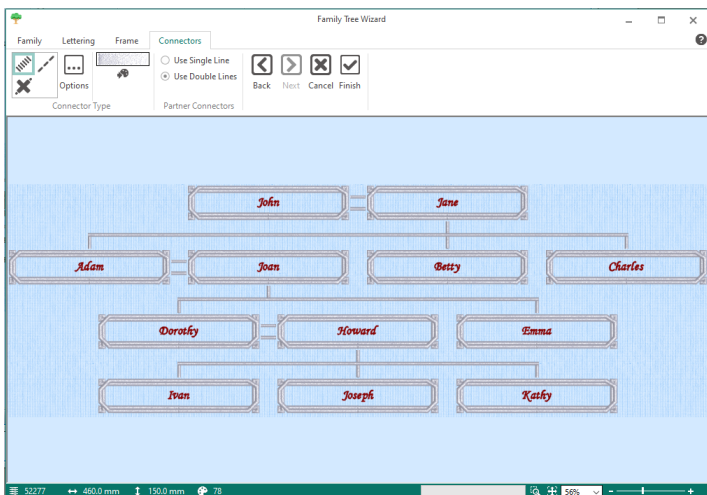 Family Tree Wizard
Family Lettering Frame Connectors
Use Single Line
Use Double Lines
Options
Back Next Cancel Finish
Connector Type Partner Connectors
John Jane
Adam Joan Betty Charles
Dorothy Howard Emma
Ivan Joseph Kathy
52277 460.0 mm 150.0 mm 78 56%